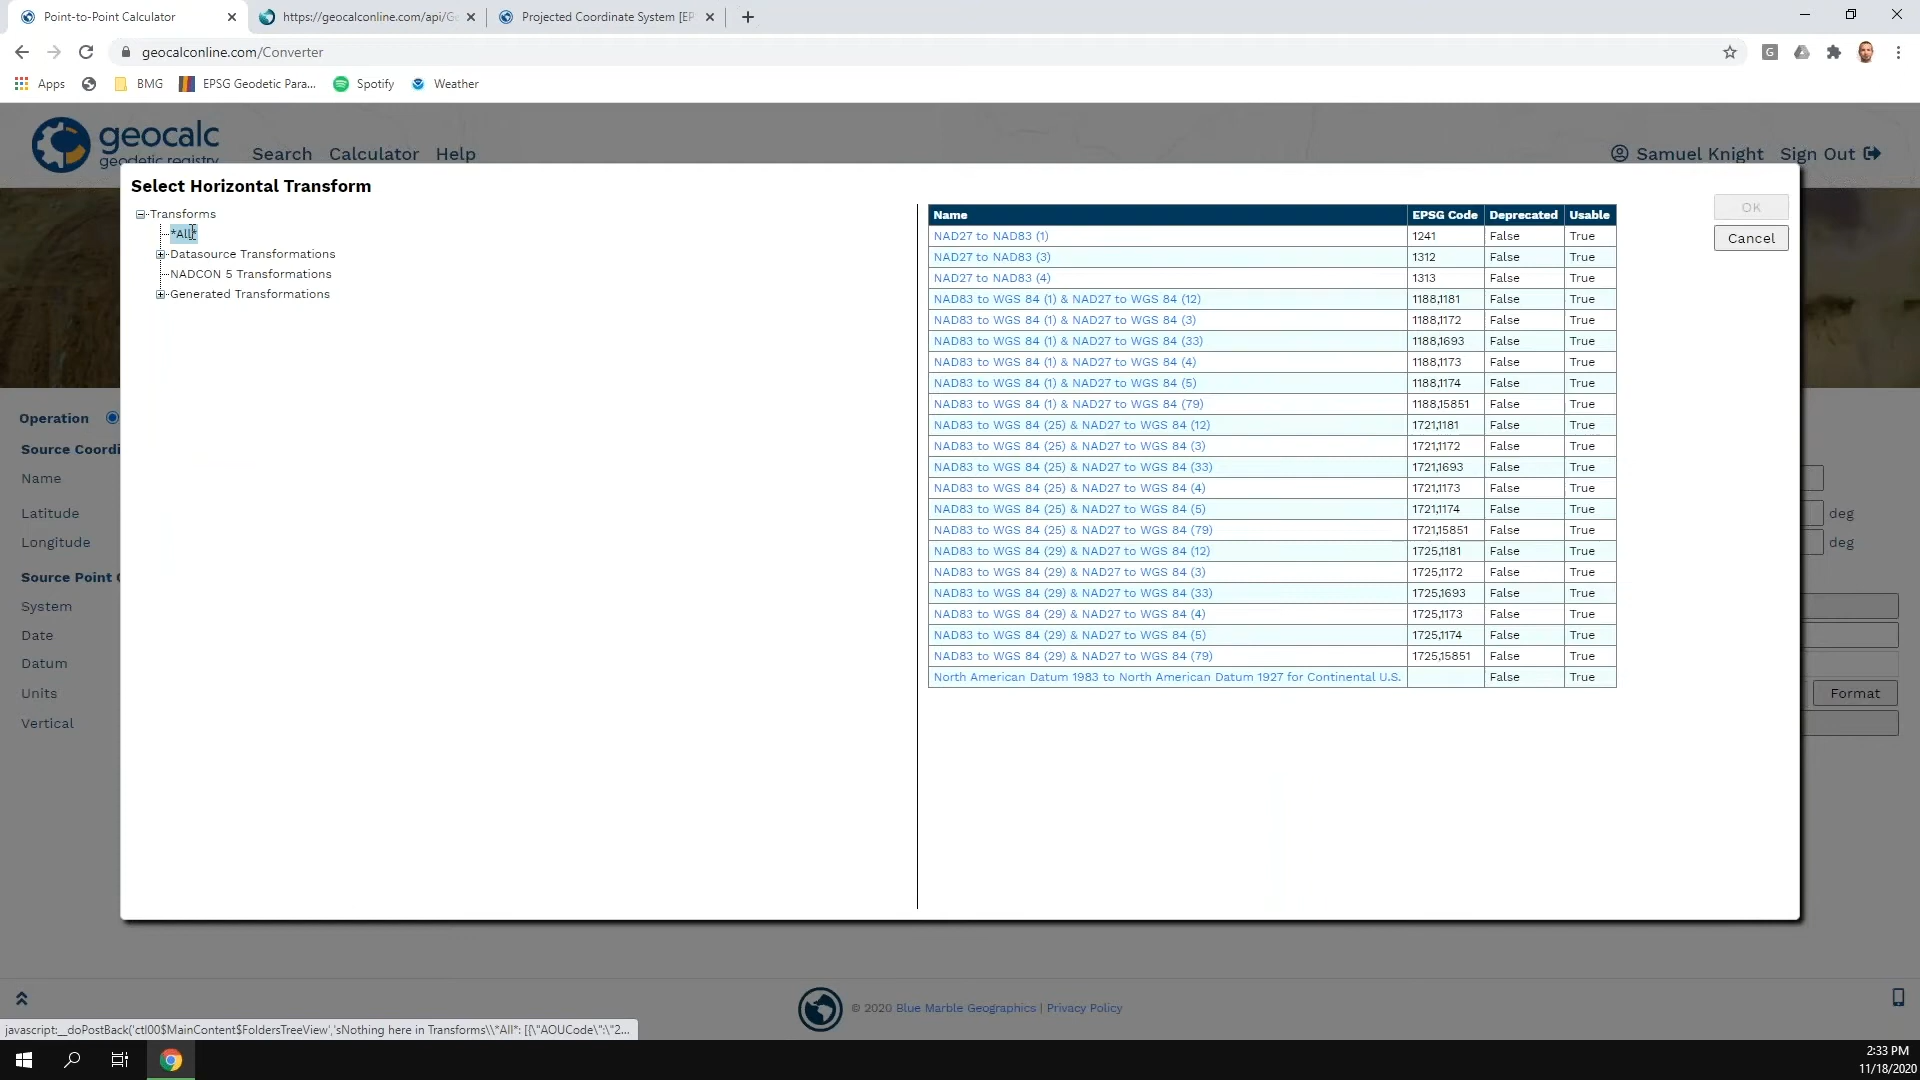 Point-to-Point Calculator
https://geocalconline.com/api/Ge
Projected Coordinate System [EP
geocalconline.com/Converter
Apps
BMG
EPSG Geodetic Para...
Spotify
Weather
geocalc
geodetic registry
Search
Calculator
Help
Samuel Knight
Sign Out
Select Horizontal Transform
Transforms
*All*
Datasource Transformations
NADCON 5 Transformations
Generated Transformations
Name EPSG Code Deprecated Usable
NAD27 to NAD83 (1) 1241 False True
NAD27 to NAD83 (3) 1312 False True
NAD27 to NAD83 (4) 1313 False True
NAD83 to WGS 84 (1) & NAD27 to WGS 84 (12) 1188,1181 False True
NAD83 to WGS 84 (1) & NAD27 to WGS 84 (3) 1188,1172 False True
NAD83 to WGS 84 (1) & NAD27 to WGS 84 (33) 1188,1693 False True
NAD83 to WGS 84 (1) & NAD27 to WGS 84 (4) 1188,1173 False True
NAD83 to WGS 84 (1) & NAD27 to WGS 84 (5) 1188,1174 False True
NAD83 to WGS 84 (1) & NAD27 to WGS 84 (79) 1188,15851 False True
NAD83 to WGS 84 (25) & NAD27 to WGS 84 (12) 1721,1181 False True
NAD83 to WGS 84 (25) & NAD27 to WGS 84 (3) 1721,1172 False True
NAD83 to WGS 84 (25) & NAD27 to WGS 84 (33) 1721,1693 False True
NAD83 to WGS 84 (25) & NAD27 to WGS 84 (4) 1721,1173 False True
NAD83 to WGS 84 (25) & NAD27 to WGS 84 (5) 1721,1174 False True
NAD83 to WGS 84 (25) & NAD27 to WGS 84 (79) 1721,15851 False True
NAD83 to WGS 84 (29) & NAD27 to WGS 84 (12) 1725,1181 False True
NAD83 to WGS 84 (29) & NAD27 to WGS 84 (3) 1725,1172 False True
NAD83 to WGS 84 (29) & NAD27 to WGS 84 (33) 1725,1693 False True
NAD83 to WGS 84 (29) & NAD27 to WGS 84 (4) 1725,1173 False True
NAD83 to WGS 84 (29) & NAD27 to WGS 84 (5) 1725,1174 False True
NAD83 to WGS 84 (29) & NAD27 to WGS 84 (79) 1725,15851 False True
North American Datum 1983 to North American Datum 1927 for Continental U.S. False True
OK
Cancel
Operation
Source Coordi
Name
Latitude
deg
Longitude
deg
Source Point
System
Date
Datum
Units
Format
Vertical
© 2020 Blue Marble Geographics | Privacy Policy
javascript:__doPostBack('ctl00$MainContent$FoldersTreeView','sNothing here in Transforms\\*All*: [{\"AOUCode\":\"2...
2:33 PM
11/18/2020